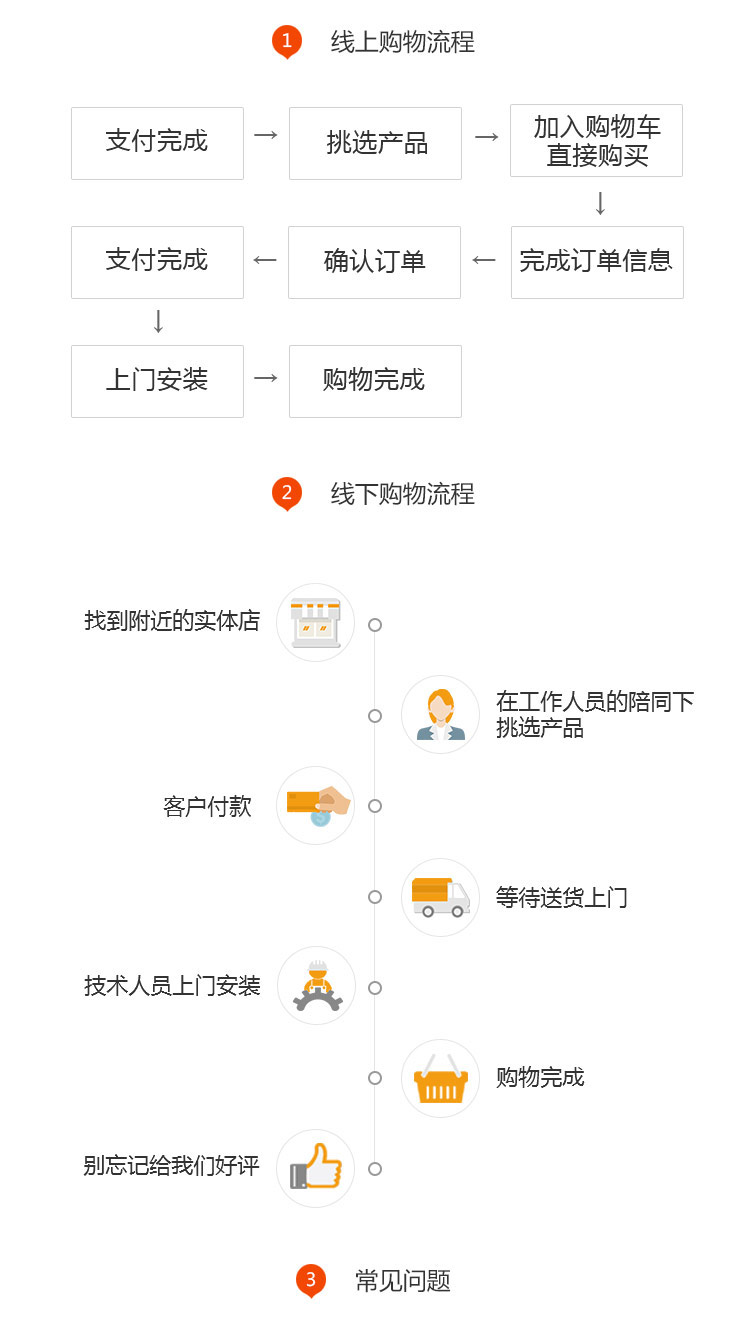 1 线上购物流程
支付完成 → 挑选产品 → 加入购物车
直接购买
↓
支付完成 ← 确认订单 ← 完成订单信息
↓
上门安装 → 购物完成
2 线下购物流程
找到附近的实体店
在工作人员的陪同下
挑选产品
客户付款
等待送货上门
技术人员上门安装
购物完成
别忘记给我们好评
3 常见问题